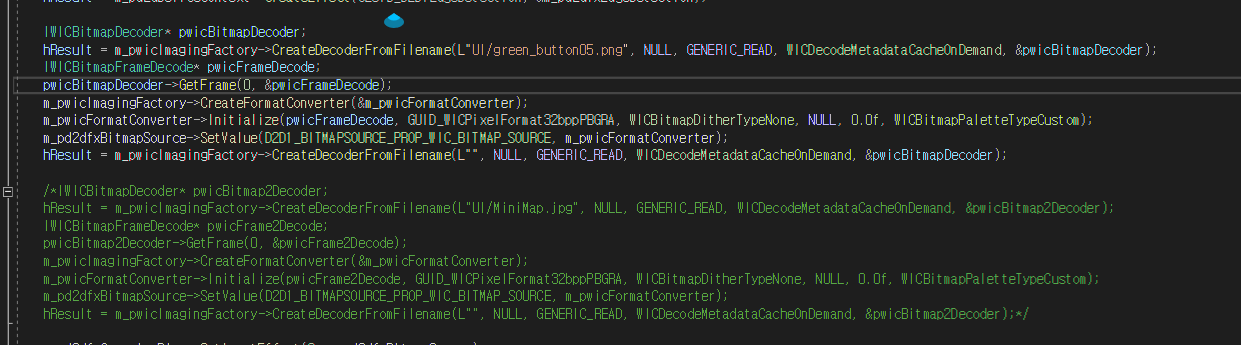 IWICBitmapDecoder* pwicBitmapDecoder;
hResult = m_pwicImagingFactory->CreateDecoderFromFilename(L"UI/green_button05.png", NULL, GENERIC_READ, WICDecodeMetadataCacheOnDemand, &pwicBitmapDecoder);
IWICBitmapFrameDecode* pwicFrameDecode;
pwicBitmapDecoder->GetFrame(0, &pwicFrameDecode);
m_pwicImagingFactory->CreateFormatConverter(&m_pwicFormatConverter);
m_pwicFormatConverter->Initialize(pwicFrameDecode, GUID_WICPixelFormat32bppPBGRA, WICBitmapDitherTypeNone, NULL, 0.0f, WICBitmapPaletteTypeCustom);
m_pd2dfxBitmapSource->SetValue(D2D1_BITMAPSOURCE_PROP_WIC_BITMAP_SOURCE, m_pwicFormatConverter);
hResult = m_pwicImagingFactory->CreateDecoderFromFilename(L"", NULL, GENERIC_READ, WICDecodeMetadataCacheOnDemand, &pwicBitmapDecoder);
/*IWICBitmapDecoder* pwicBitmap2Decoder;
hResult = m_pwicImagingFactory->CreateDecoderFromFilename(L"UI/MiniMap.jpg", NULL, GENERIC_READ, WICDecodeMetadataCacheOnDemand, &pwicBitmap2Decoder);
IWICBitmapFrameDecode* pwicFrame2Decode;
pwicBitmap2Decoder->GetFrame(0, &pwicFrame2Decode);
m_pwicImagingFactory->CreateFormatConverter(&m_pwicFormatConverter);
m_pwicFormatConverter->Initialize(pwicFrame2Decode, GUID_WICPixelFormat32bppPBGRA, WICBitmapDitherTypeNone, NULL, 0.0f, WICBitmapPaletteTypeCustom);
m_pd2dfxBitmapSource->SetValue(D2D1_BITMAPSOURCE_PROP_WIC_BITMAP_SOURCE, m_pwicFormatConverter);
hResult = m_pwicImagingFactory->CreateDecoderFromFilename(L"", NULL, GENERIC_READ, WICDecodeMetadataCacheOnDemand, &pwicBitmap2Decoder);*/